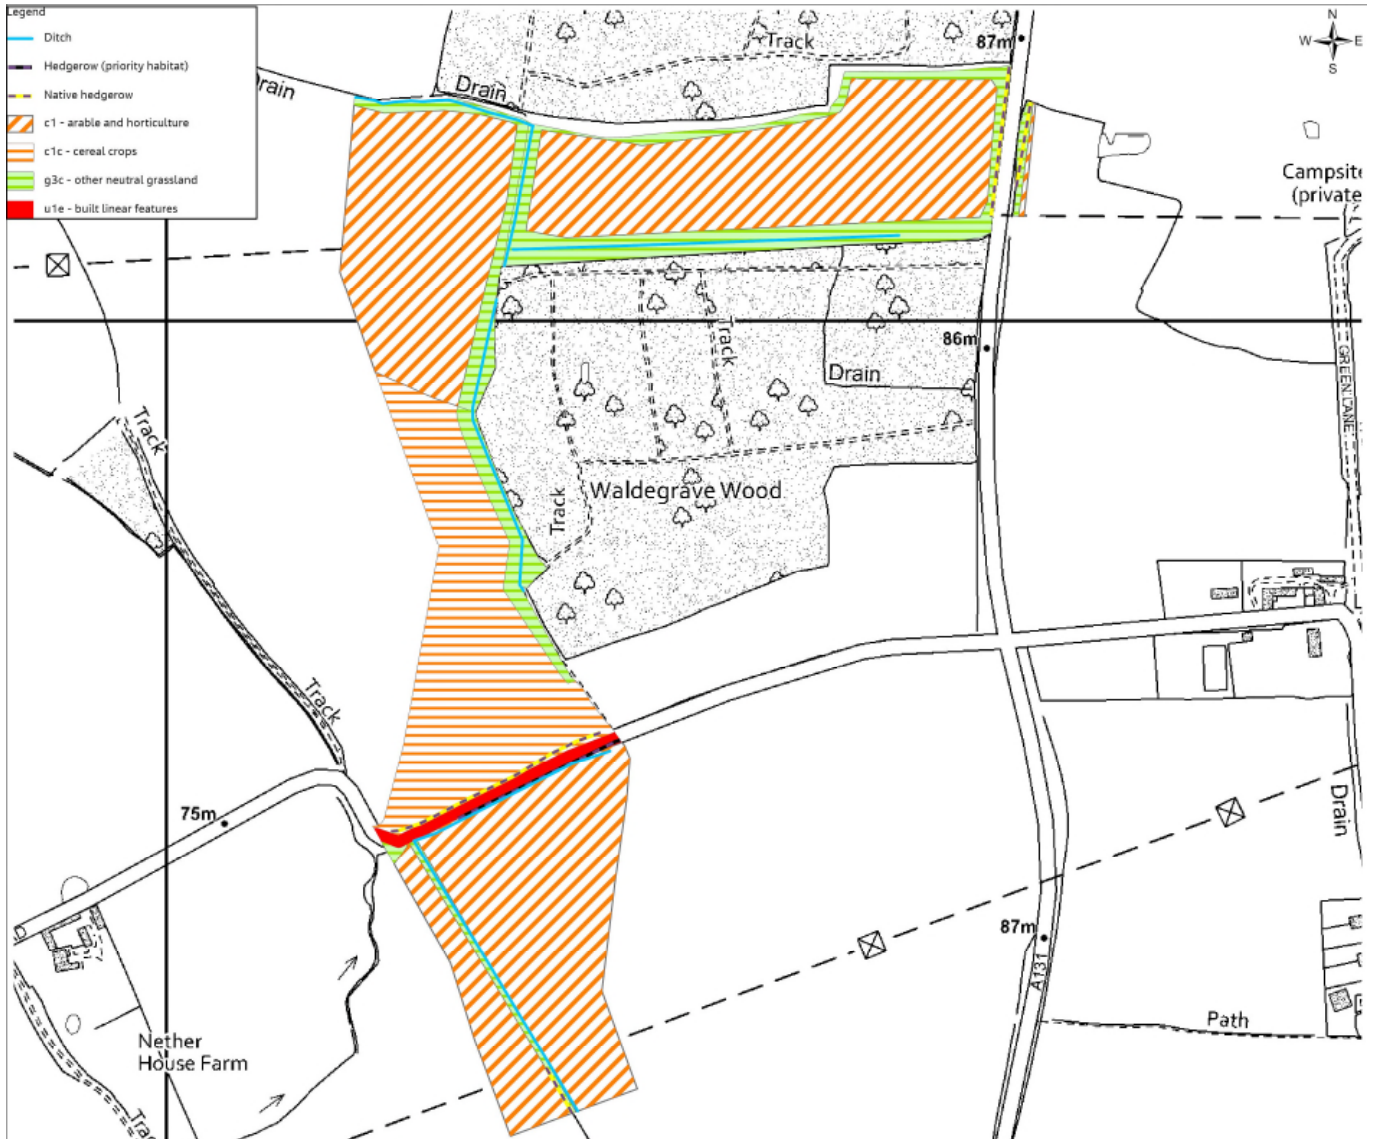 Legend
Ditch
Hedgerow (priority habitat)
Native hedgerow
c1 - arable and horticulture
c1c - cereal crops
g3c - other neutral grassland
u1e - built linear features
N
W E
S
Track
87m
Drain
Campsite
(private
86m
Track
Drain
GREEN LANE
Track
Waldegrave Wood
Track
Track
75m
Drain
87m
A131
Path
Nether
House Farm